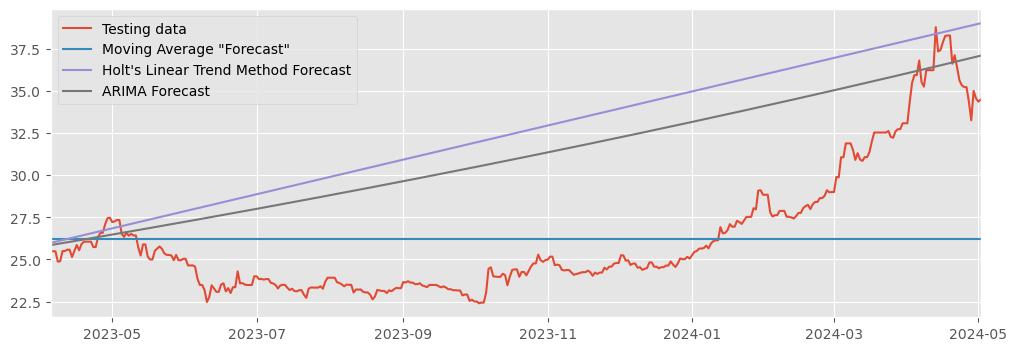 Testing data
Moving Average "Forecast"
Holt's Linear Trend Method Forecast
ARIMA Forecast
37.5
35.0
32.5
30.0
27.5
25.0
22.5
2023-05 2023-07 2023-09 2023-11 2024-01 2024-03 2024-05